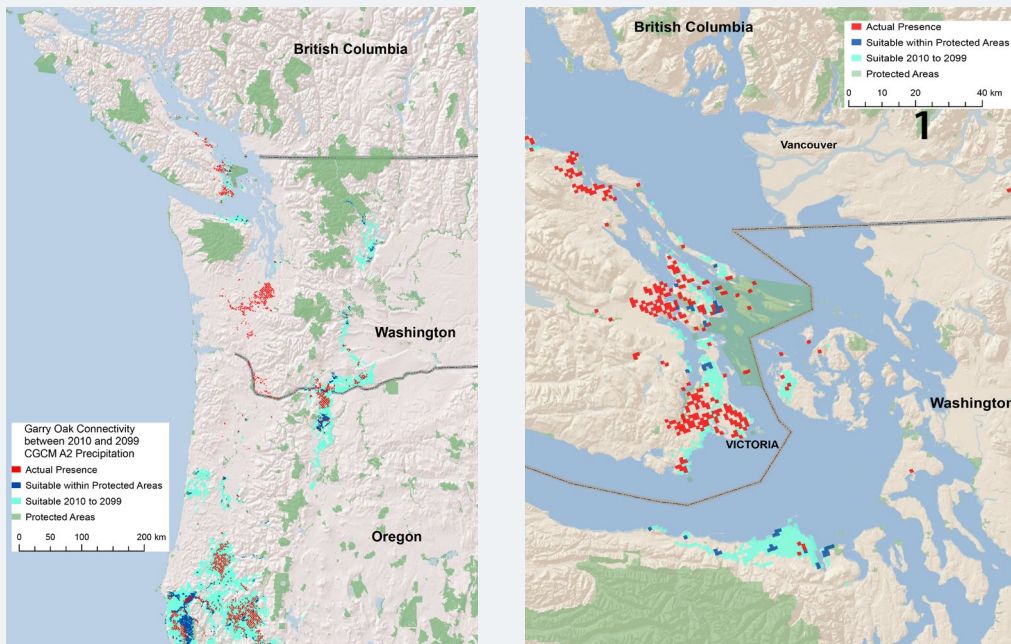 British Columbia
Washington
Garry Oak Connectivity
between 2010 and 2099
CGCM A2 Precipitation
Actual Presence
Suitable within Protected Areas
Suitable 2010 to 2099
Protected Areas
0 50 100 200 km
Oregon
British Columbia
Actual Presence
Suitable within Protected Areas
Suitable 2010 to 2099
Protected Areas
0 10 20 40 km
1
Vancouver
Washington
VICTORIA